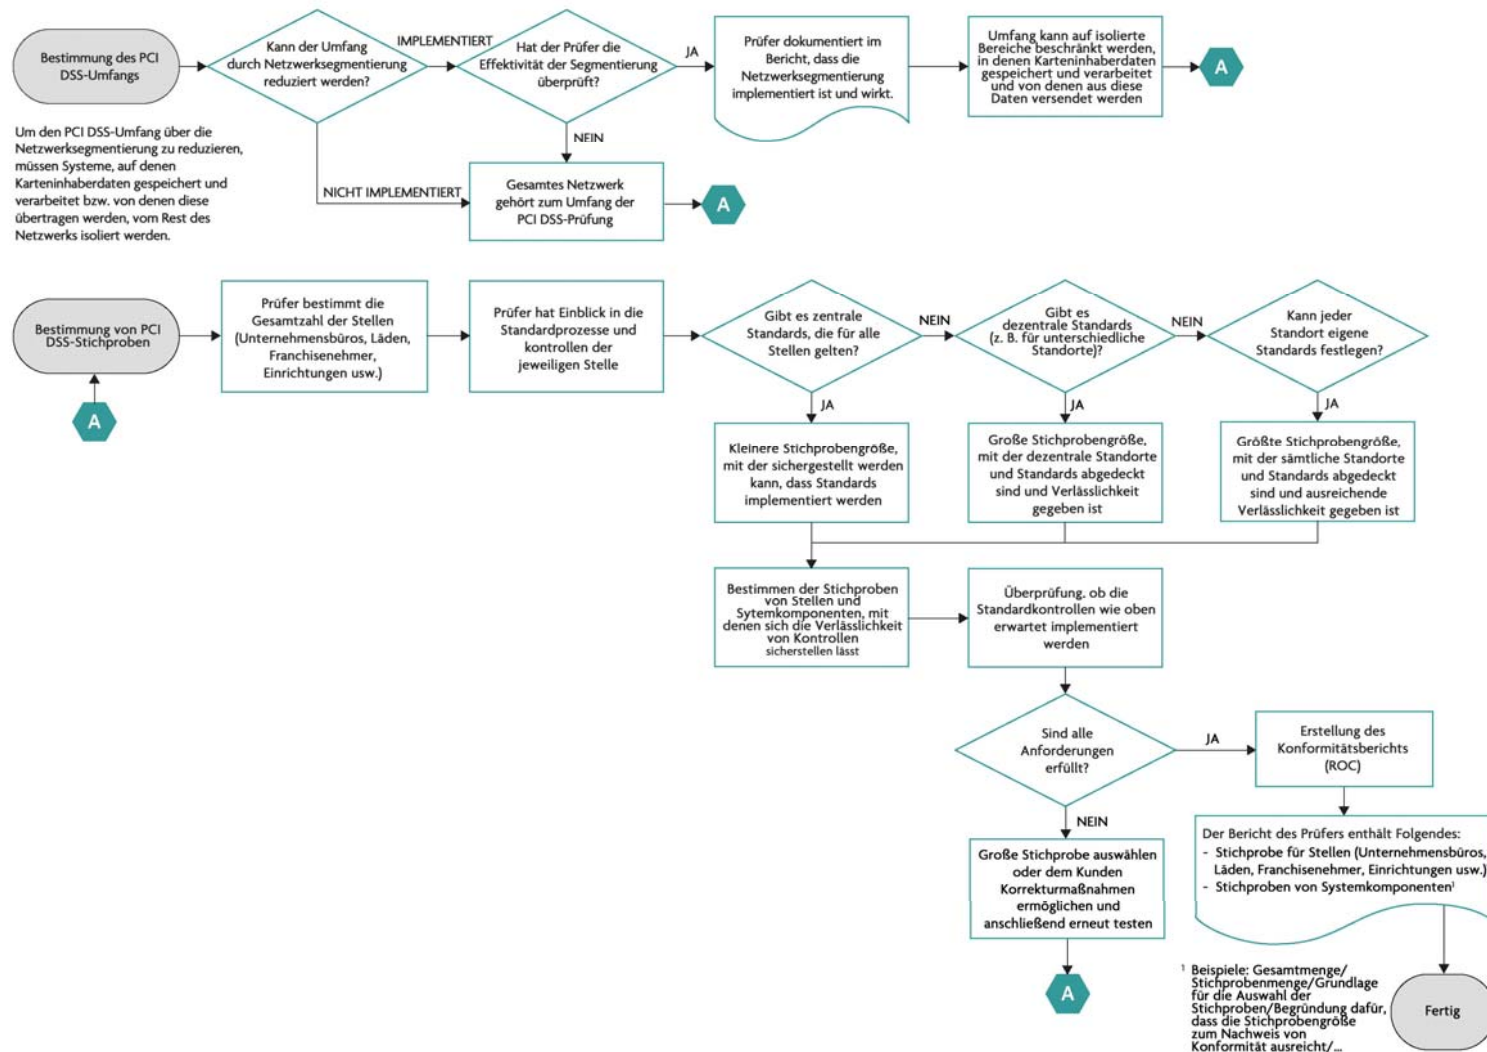 Bestimmung des PCI
DSS-Umfangs
Kann der Umfang
durch Netzwerksegmentierung
reduziert werden?
IMPLEMENTIERT
Hat der Prüfer die
Effektivität der Segmentierung
überprüft?
JA
Prüfer dokumentiert im
Bericht, dass die
Netzwerksegmentierung
implementiert ist und wirkt.
Umfang kann auf isolierte
Bereiche beschränkt werden,
in denen Karteninhaberdaten
gespeichert und verarbeitet
und von denen aus diese
Daten versendet werden
A
Um den PCI DSS-Umfang über die
Netzwerksegmentierung zu reduzieren,
müssen Systeme, auf denen
Karteninhaberdaten gespeichert und
verarbeitet bzw. von denen diese
übertragen werden, vom Rest des
Netzwerks isoliert werden.
NEIN
NICHT IMPLEMENTIERT
Gesamtes Netzwerk
gehört zum Umfang der
PCI DSS-Prüfung
A
Bestimmung von PCI
DSS-Stichproben
A
Prüfer bestimmt die
Gesamtzahl der Stellen
(Unternehmensbüros, Läden,
Franchisenehmer,
Einrichtungen usw.)
Prüfer hat Einblick in die
Standardprozesse und
kontrollen der
jeweiligen Stelle
Gibt es zentrale
Standards, die für alle
Stellen gelten?
NEIN
Gibt es
dezentrale Standards
(z. B. für unterschiedliche
Standorte)?
NEIN
Kann jeder
Standort eigene
Standards festlegen?
JA
JA
JA
Kleinere Stichprobengröße,
mit der sichergestellt werden
kann, dass Standards
implementiert werden
Große Stichprobengröße,
mit der dezentrale Standorte
und Standards abgedeckt
sind und Verlässlichkeit
gegeben ist
Größte Stichprobengröße,
mit der sämtliche Standorte
und Standards abgedeckt
sind und ausreichende
Verlässlichkeit gegeben ist
Bestimmen der Stichproben
von Stellen und
Sytemkomponenten, mit
denen sich die Verlässlichkeit
von Kontrollen
sicherstellen lässt
Überprüfung, ob die
Standardkontrollen wie oben
erwartet implementiert
werden
Sind alle
Anforderungen
erfüllt?
JA
Erstellung des
Konformitätsberichts
(ROC)
NEIN
Große Stichprobe auswählen
oder dem Kunden
Korrekturmaßnahmen
ermöglichen und
anschließend erneut testen
A
Der Bericht des Prüfers enthält Folgendes:
- Stichprobe für Stellen (Unternehmensbüros,
Läden, Franchisenehmer, Einrichtungen usw.)
- Stichproben von Systemkomponenten¹
¹ Beispiele: Gesamtmenge/
Stichprobenmenge/Grundlage
für die Auswahl der
Stichproben/Begründung dafür,
dass die Stichprobengröße
zum Nachweis von
Konformität ausreicht/...
Fertig